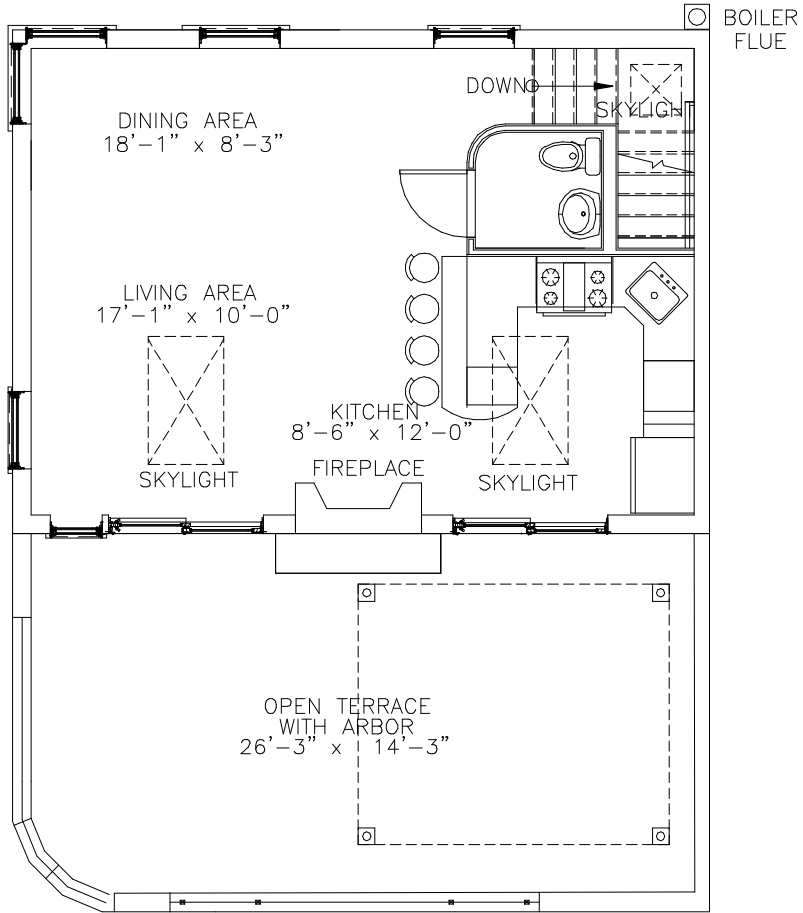 BOILER
FLUE
DOWN
SKYLIGHT
DINING AREA
18'-1" x 8'-3"
LIVING AREA
17'-1" x 10'-0"
KITCHEN
8'-6" x 12'-0"
FIREPLACE
SKYLIGHT
SKYLIGHT
OPEN TERRACE
WITH ARBOR
26'-3" x 14'-3"